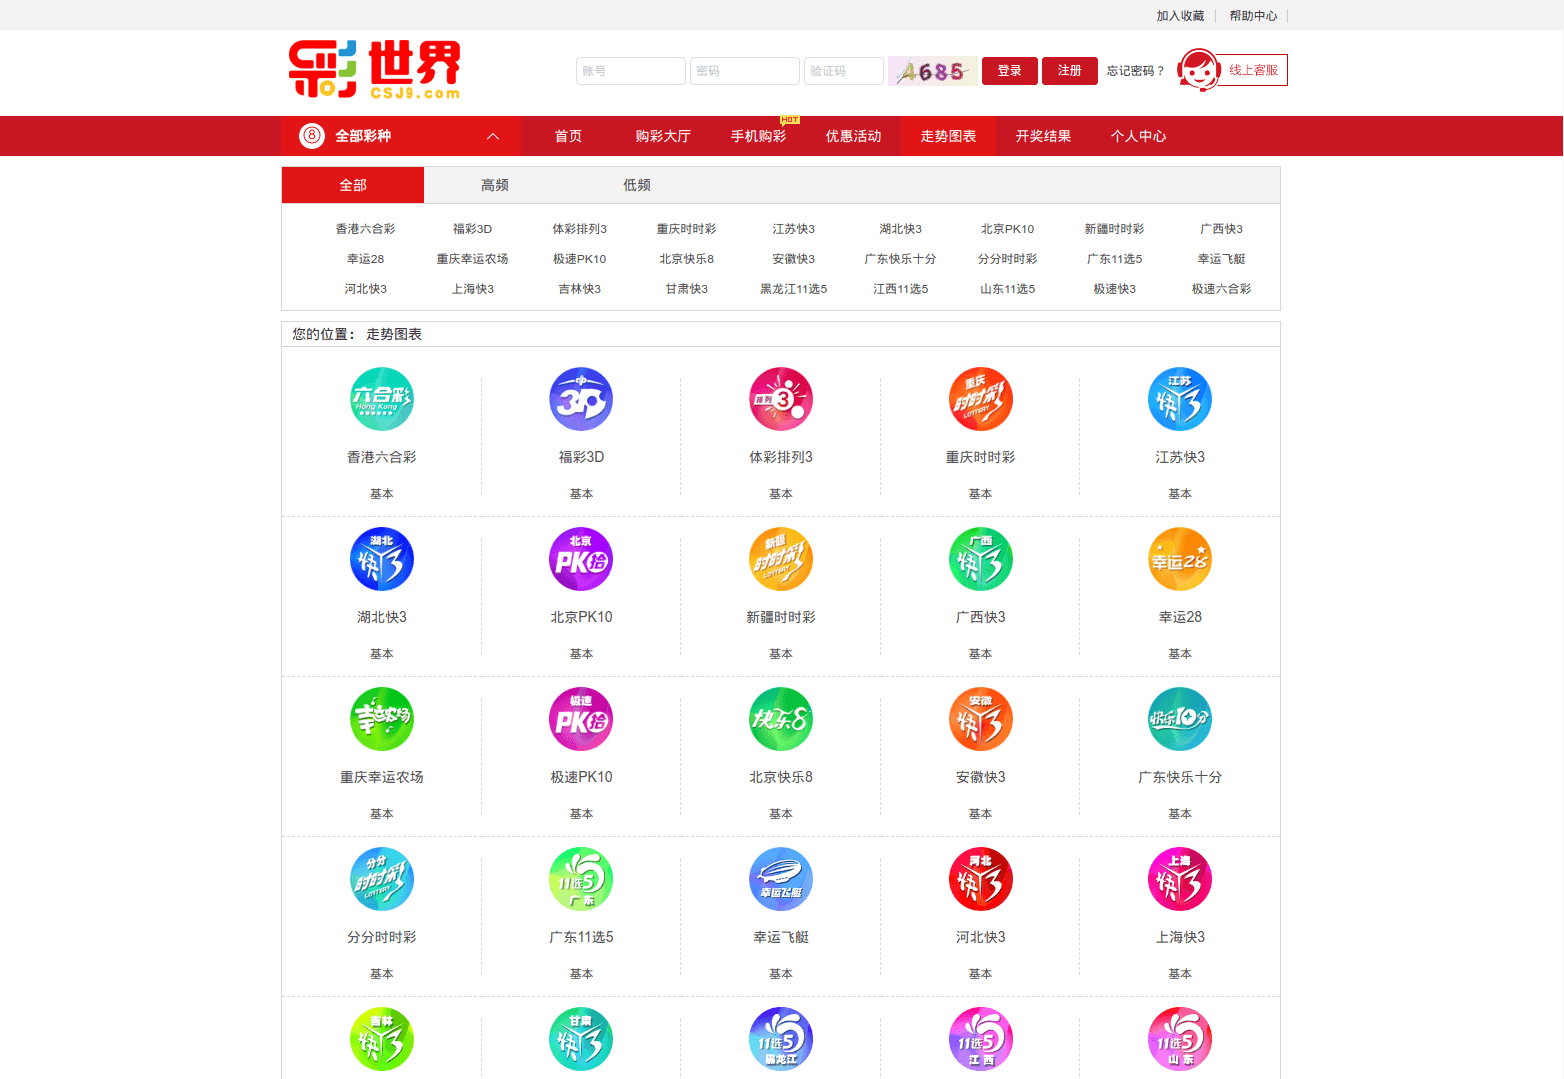 加入收藏 帮助中心
彩世界
CSJ9.com
账号 密码 验证码 4685 登录 注册 忘记密码？ 线上客服
HOT
8 全部彩种 首页 购彩大厅 手机购彩 优惠活动 走势图表 开奖结果 个人中心
全部 高频 低频
香港六合彩 福彩3D 体彩排列3 重庆时时彩 江苏快3 湖北快3 北京PK10 新疆时时彩 广西快3
幸运28 重庆幸运农场 极速PK10 北京快乐8 安徽快3 广东快乐十分 分分时时彩 广东11选5 幸运飞艇
河北快3 上海快3 吉林快3 甘肃快3 黑龙江11选5 江西11选5 山东11选5 极速快3 极速六合彩
您的位置： 走势图表
六合彩 Hong Kong 中 3D 排列3 重庆 时时彩 LOTTERY 江苏 快3
香港六合彩 福彩3D 体彩排列3 重庆时时彩 江苏快3
基本 基本 基本 基本 基本
湖北 快3 北京 PK拾 新疆 时时彩 LOTTERY 广西 快3 幸运28
湖北快3 北京PK10 新疆时时彩 广西快3 幸运28
基本 基本 基本 基本 基本
幸运农场 极速 PK拾 快乐8 安徽 快3 快乐10分
重庆幸运农场 极速PK10 北京快乐8 安徽快3 广东快乐十分
基本 基本 基本 基本 基本
分分 时时彩 LOTTERY 11选5 广东 幸运飞艇 河北 快3 上海 快3
分分时时彩 广东11选5 幸运飞艇 河北快3 上海快3
基本 基本 基本 基本 基本
吉林 快3 甘肃 快3 11选5 黑龙江 11选5 江西 11选5 山东